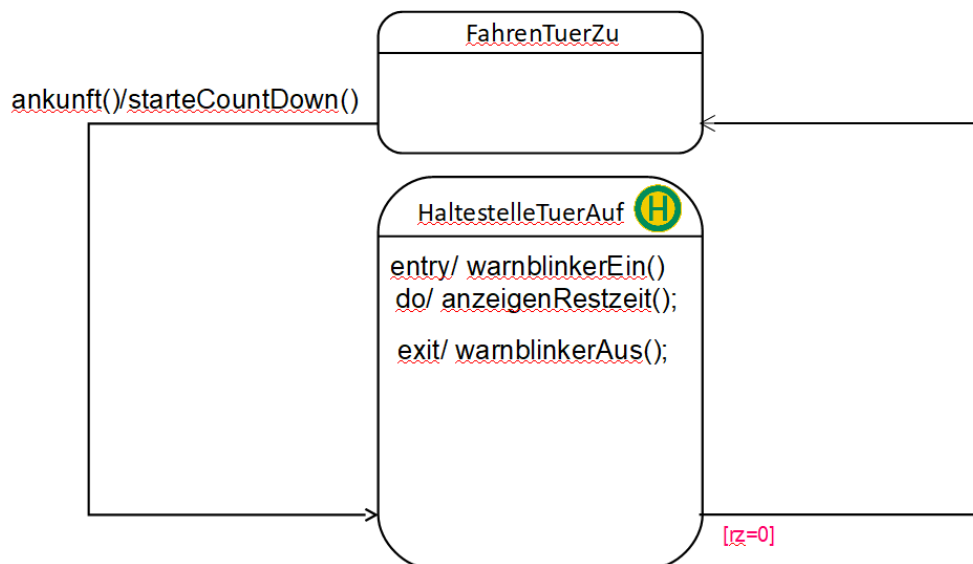 FahrenTuerZu
ankunft()/starteCountDown()
HaltestelleTuerAuf H
entry/ warnblinkerEin()
do/ anzeigenRestzeit();
exit/ warnblinkerAus();
[rz=0]